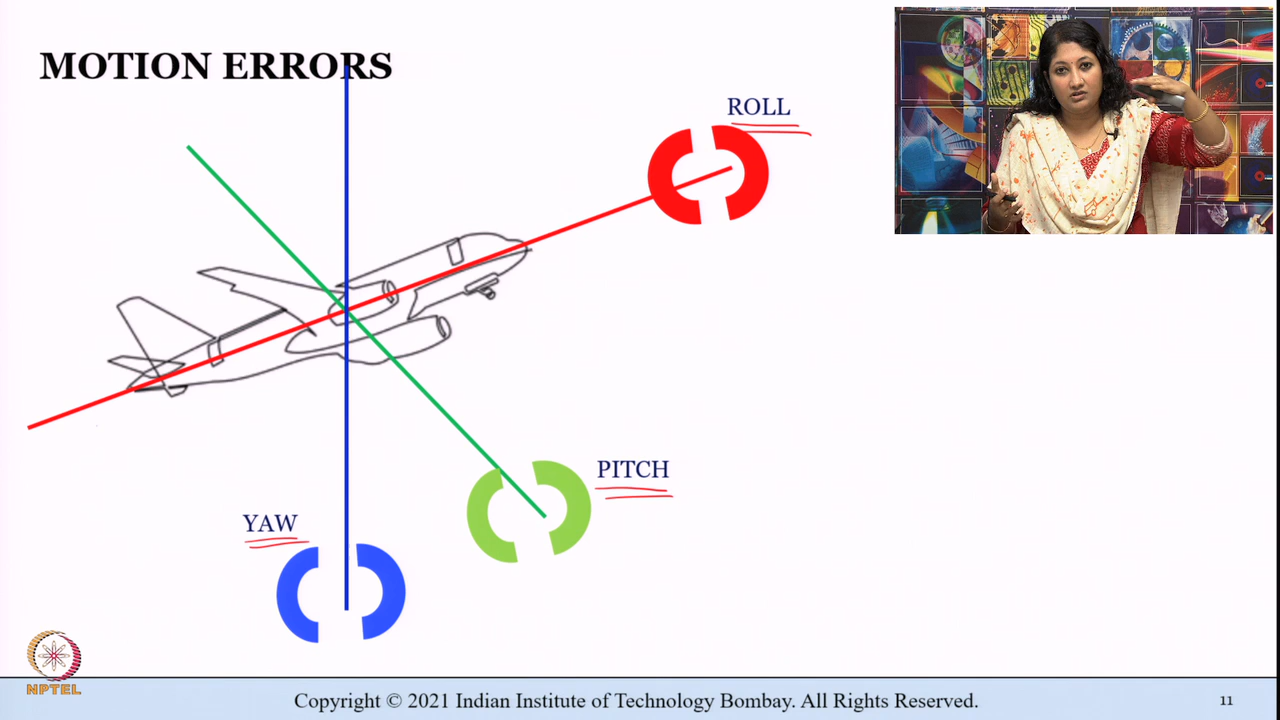 MOTION ERRORS
ROLL
PITCH
YAW
NPTEL
Copyright © 2021 Indian Institute of Technology Bombay. All Rights Reserved.
11